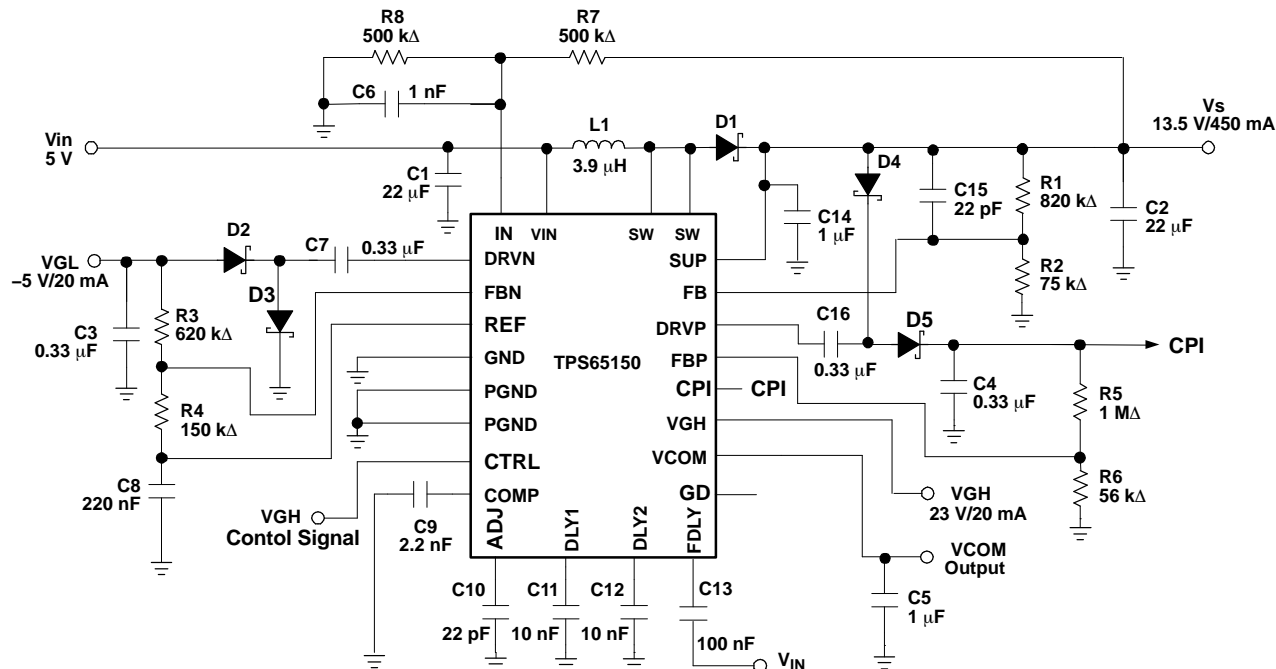 R8
500 kΔ
R7
500 kΔ
C6
1 nF
Vin
5 V
L1
3.9 μH
D1
Vs
13.5 V/450 mA
D4
C1
22 μF
C15
22 pF
R1
820 kΔ
C2
22 μF
C14
1 μF
R2
75 kΔ
D2
C7
0.33 μF
VGL
–5 V/20 mA
D3
R3
620 kΔ
C3
0.33 μF
R4
150 kΔ
C8
220 nF
IN
VIN
SW
SW
DRVN
SUP
FBN
FB
REF
DRVP
GND
TPS65150
FBP
PGND
CPI
CPI
PGND
VGH
CTRL
VCOM
COMP
GD
ADJ
DLY1
DLY2
FDLY
C16
0.33 μF
D5
CPI
C4
0.33 μF
R5
1 MΔ
R6
56 kΔ
VGH
23 V/20 mA
VGH
Contol Signal
C9
2.2 nF
VCOM
Output
C5
1 μF
C10
22 pF
C11
10 nF
C12
10 nF
C13
100 nF
VIN